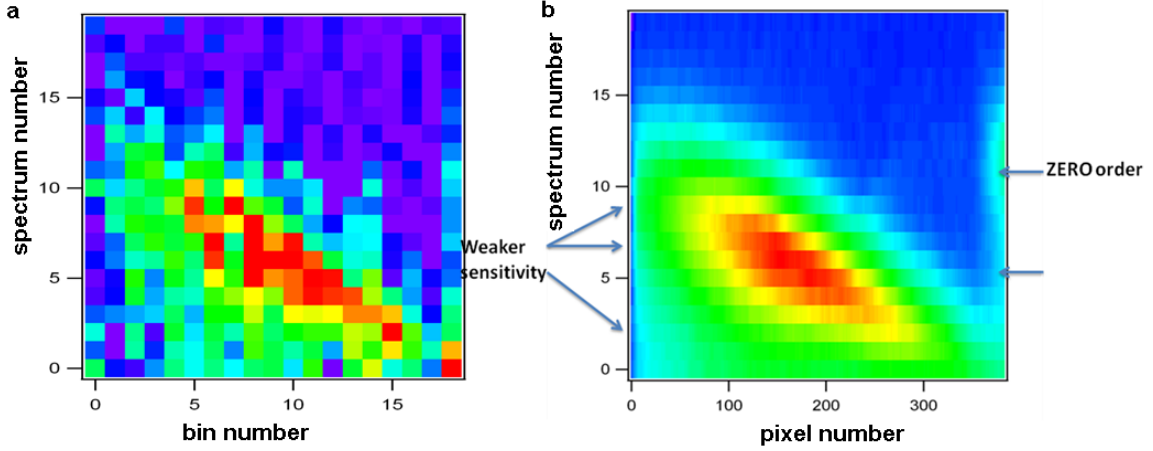 a
spectrum number
15
10
5
0
0 5 10 15
bin number
b
spectrum number
15
10
5
0
0 100 200 300
pixel number
Weaker
sensitivity
ZERO order